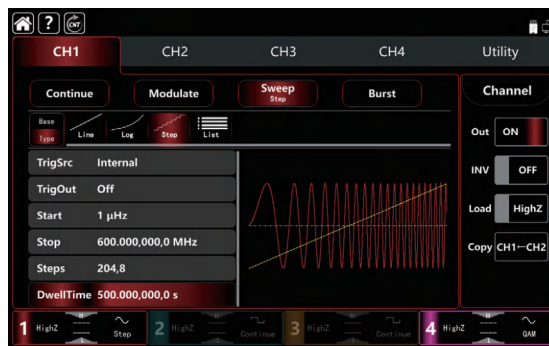 ? CNT
CH1 CH2 CH3 CH4 Utility
Continue Modulate Sweep Burst Channel
Step
Base
Type Line Log Step List
Out ON
TrigSrc Internal
INV OFF
TrigOut Off
Start 1 μHz
Load HighZ
Stop 600.000,000,0 MHz
Copy CH1←CH2
Steps 204,8
DwellTime 500.000,000,0 s
1 HighZ Step 2 HighZ Continue 3 HighZ Continue 4 HighZ QAM